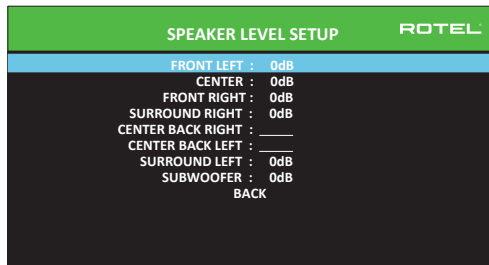 SPEAKER LEVEL SETUP
ROTEL
FRONT LEFT : 0dB
CENTER : 0dB
FRONT RIGHT : 0dB
SURROUND RIGHT : 0dB
CENTER BACK RIGHT : _____
CENTER BACK LEFT : _____
SURROUND LEFT : 0dB
SUBWOOFER : 0dB
BACK